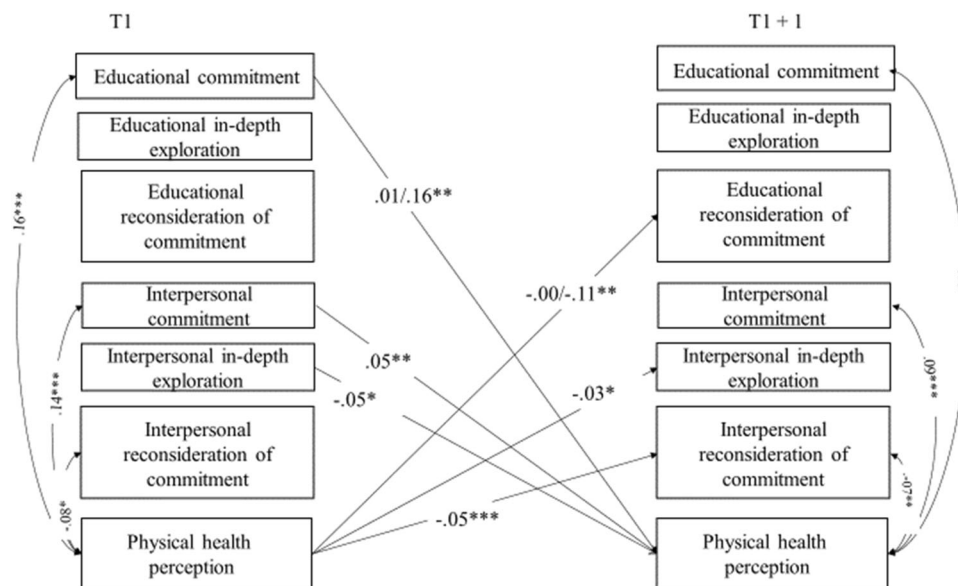 T1
Educational commitment
Educational in-depth
exploration
Educational
reconsideration of
commitment
Interpersonal
commitment
Interpersonal in-depth
exploration
Interpersonal
reconsideration of
commitment
Physical health
perception
.16***
.14***
-.08*
.01/.16**
-.00/-.11**
.05**
-.05*
-.03*
-.05***
T1 + 1
Educational commitment
Educational in-depth
exploration
Educational
reconsideration of
commitment
Interpersonal
commitment
Interpersonal in-depth
exploration
Interpersonal
reconsideration of
commitment
Physical health
perception
.09***
-.07**